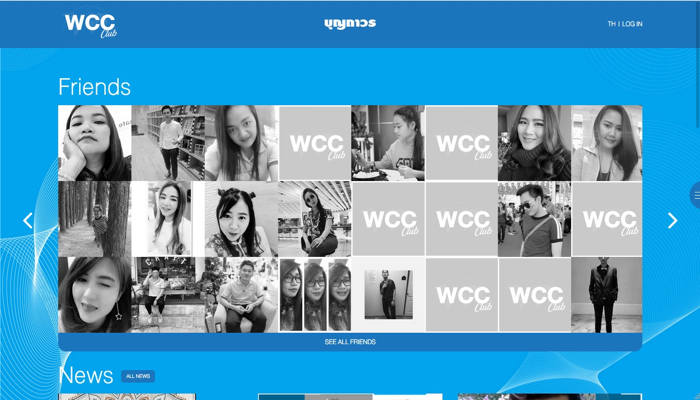 WCC
Club
บุญถาวร
TH | LOG IN
Friends
WCC
Club
WCC
Club
WCC
Club
WCC
Club
WCC
Club
WCC
Club
WCC
Club
SEE ALL FRIENDS
News
ALL NEWS